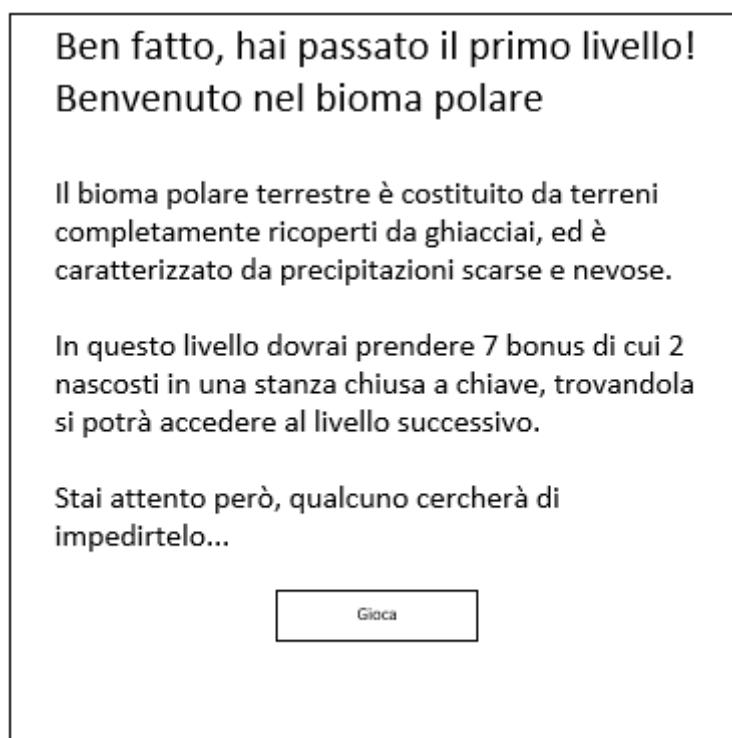 Ben fatto, hai passato il primo livello!
Benvenuto nel bioma polare
Il bioma polare terrestre è costituito da terreni
completamente ricoperti da ghiacciai, ed è
caratterizzato da precipitazioni scarse e nevose.
In questo livello dovrai prendere 7 bonus di cui 2
nascosti in una stanza chiusa a chiave, trovandola
si potrà accedere al livello successivo.
Stai attento però, qualcuno cercherà di
impedirtelo...
Gioca